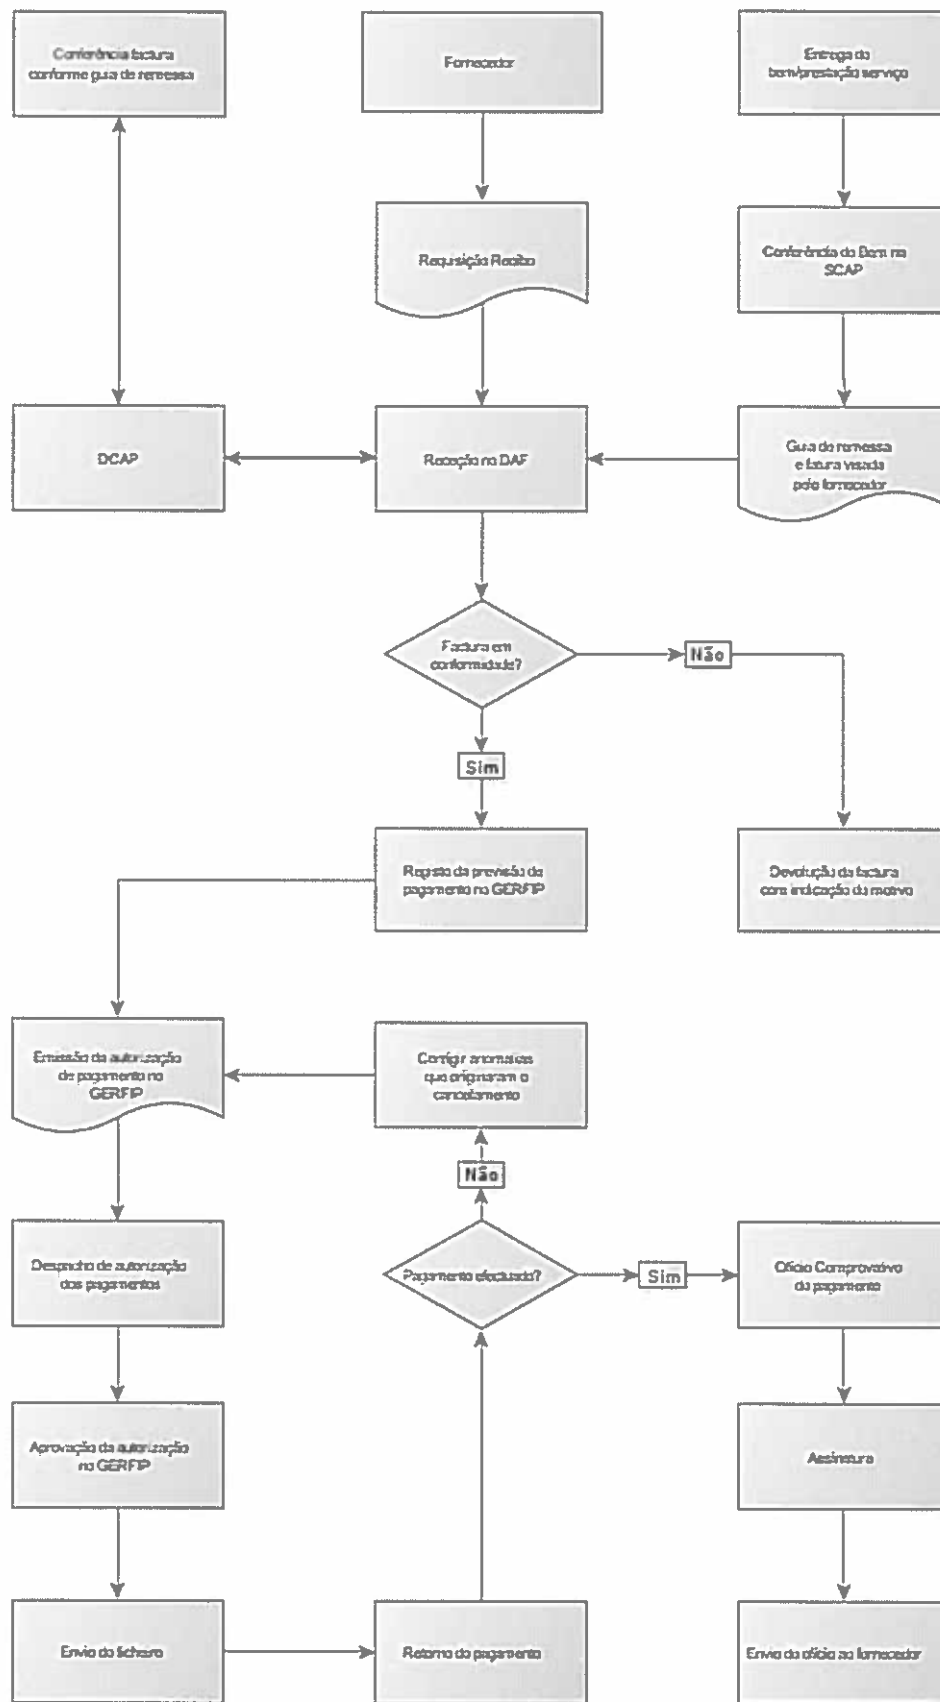 Conferência factura
conforme guia de remessa
Fornecedor
Entrega do
bem/prestação serviço
Requisição Recibo
Conferência do Bem na
SCAP
DCAP
Receção na DAF
Guia de remessa
e fatura visada
pelo fornecedor
Factura em
conformidade?
Não
Sim
Registo da previsão de
pagamento no GERFIP
Devolução da factura
com indicação do motivo
Emissão da autorização
de pagamento no
GERFIP
Corrigir anomalias
que originaram o
cancelamento
Não
Despacho de autorização
dos pagamentos
Pagamento efectuado?
Sim
Ofício Comprovativo
do pagamento
Aprovação da autorização
no GERFIP
Assinatura
Envio do ficheiro
Retorno do pagamento
Envio do ofício ao fornecedor